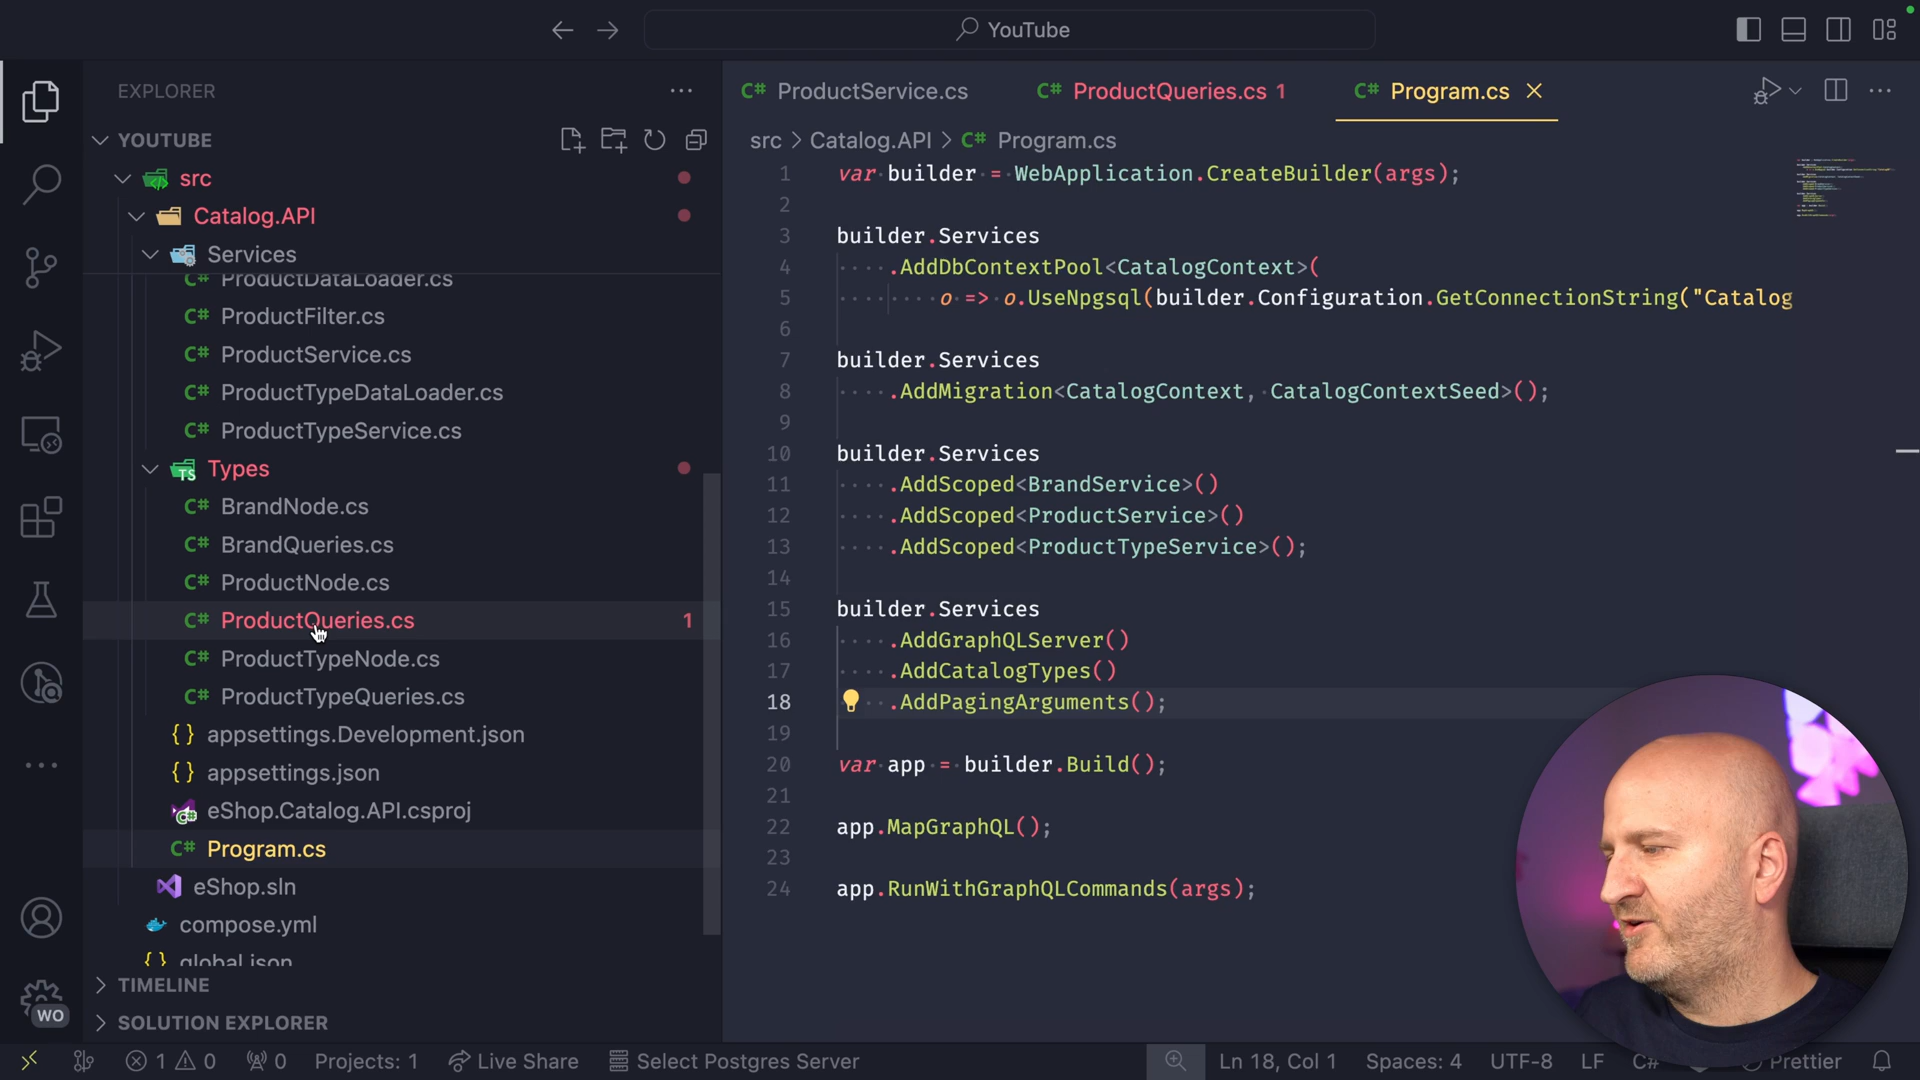 YouTube
EXPLORER
YOUTUBE
src
Catalog.API
Services
ProductDataLoader.cs
C# ProductFilter.cs
C# ProductService.cs
C# ProductTypeDataLoader.cs
C# ProductTypeService.cs
TS Types
C# BrandNode.cs
C# BrandQueries.cs
C# ProductNode.cs
C# ProductQueries.cs 1
C# ProductTypeNode.cs
C# ProductTypeQueries.cs
{} appsettings.Development.json
{} appsettings.json
eShop.Catalog.API.csproj
C# Program.cs
eShop.sln
compose.yml
{} global.json
TIMELINE
SOLUTION EXPLORER
WO
C# ProductService.cs
C# ProductQueries.cs 1
C# Program.cs
src > Catalog.API > C# Program.cs
1 var builder = WebApplication.CreateBuilder(args);
2
3 builder.Services
4 .AddDbContextPool<CatalogContext>(
5 o => o.UseNpgsql(builder.Configuration.GetConnectionString("Catalog
6
7 builder.Services
8 .AddMigration<CatalogContext, CatalogContextSeed>();
9
10 builder.Services
11 .AddScoped<BrandService>()
12 .AddScoped<ProductService>()
13 .AddScoped<ProductTypeService>();
14
15 builder.Services
16 .AddGraphQLServer()
17 .AddCatalogTypes()
18 .AddPagingArguments();
19
20 var app = builder.Build();
21
22 app.MapGraphQL();
23
24 app.RunWithGraphQLCommands(args);
1 0 0 Projects: 1 Live Share Select Postgres Server Ln 18, Col 1 Spaces: 4 UTF-8 LF C# Prettier